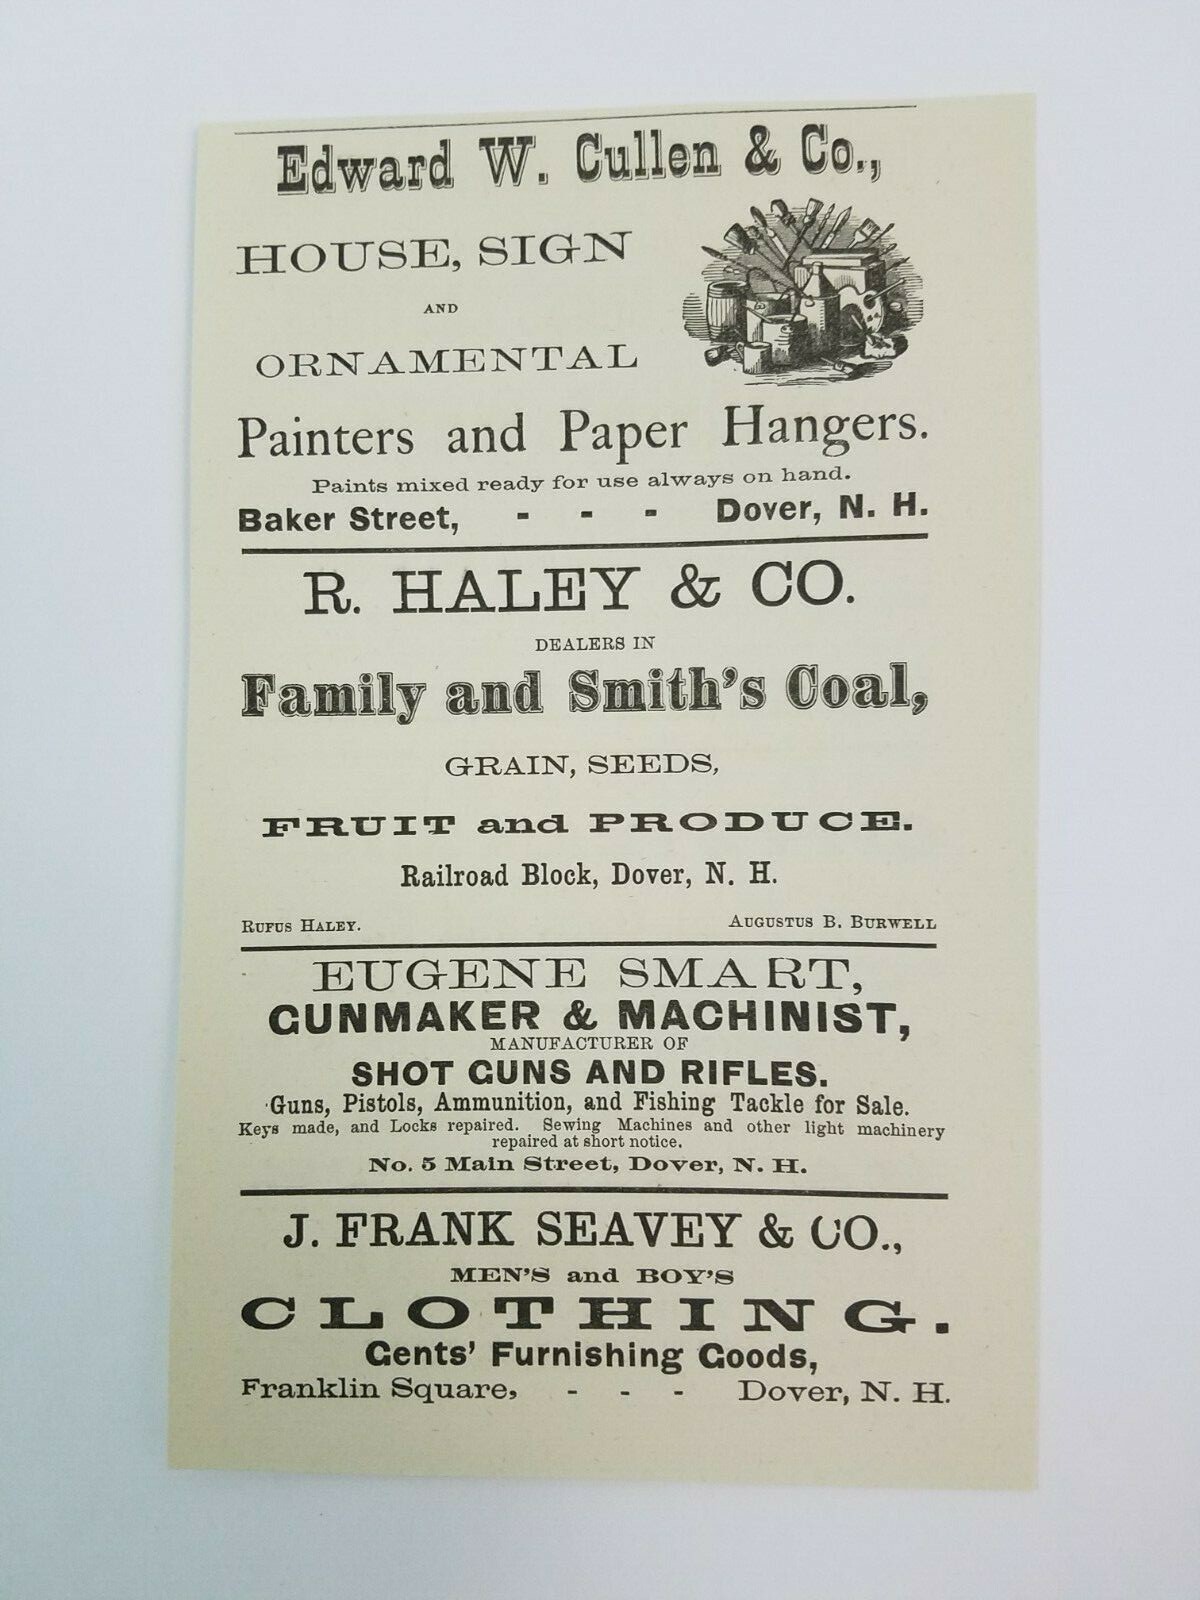 Edward W. Cullen & Co.,
HOUSE, SIGN
AND
ORNAMENTAL
Painters and Paper Hangers.
Paints mixed ready for use always on hand.
Baker Street, - - - Dover, N. H.
R. HALEY & CO.
DEALERS IN
Family and Smith's Coal,
GRAIN, SEEDS,
FRUIT and PRODUCE.
Railroad Block, Dover, N. H.
RUFUS HALEY. AUGUSTUS B. BURWELL
EUGENE SMART,
GUNMAKER & MACHINIST,
MANUFACTURER OF
SHOT GUNS AND RIFLES.
Guns, Pistols, Ammunition, and Fishing Tackle for Sale.
Keys made, and Locks repaired. Sewing Machines and other light machinery
repaired at short notice.
No. 5 Main Street, Dover, N. H.
J. FRANK SEAVEY & CO.,
MEN'S and BOY'S
CLOTHING.
Gents' Furnishing Goods,
Franklin Square, - - - Dover, N. H.